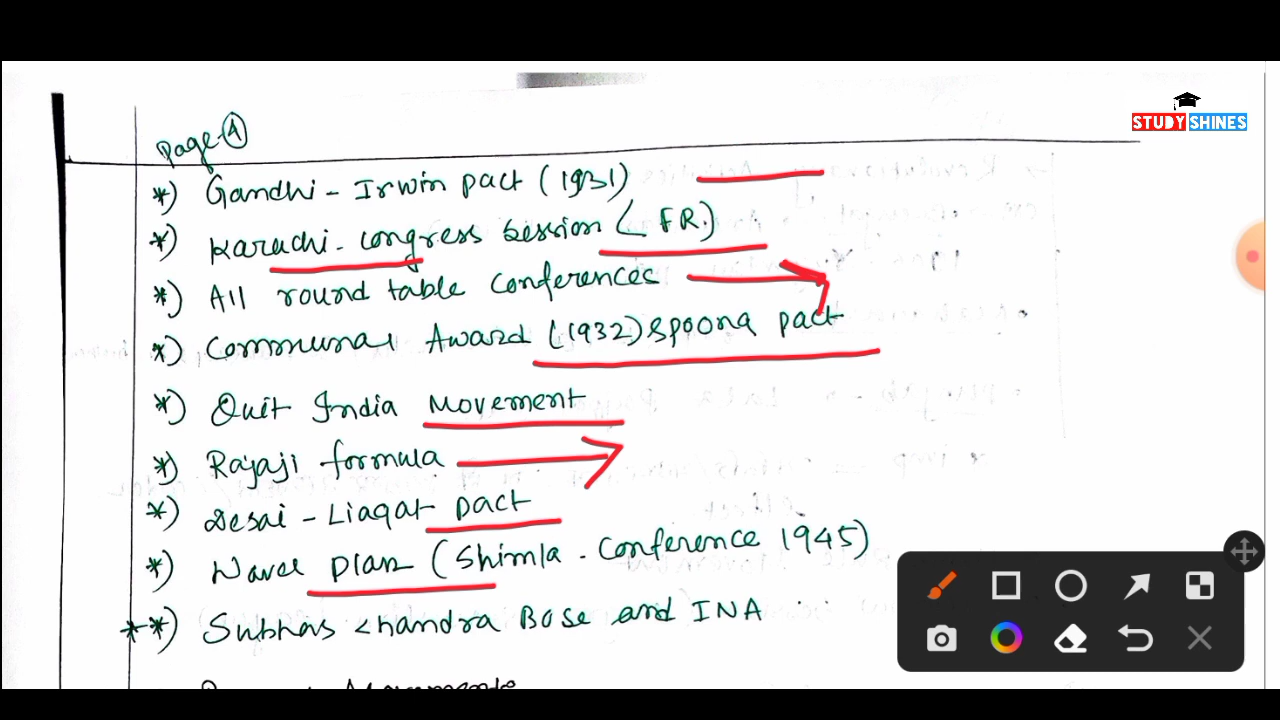 STUDY SHINES
Page-4
*) Gandhi - Irwin pact (1931)
*) Karachi - congress session (FR.)
*) All round table conferences
*) Communal Award (1932) & poona pact
*) Quit India Movement
*) Rajaji formula
*) Desai - Liaqat pact
*) Wavel plan (Shimla - Conference 1945)
**) Subhas Chandra Bose and INA